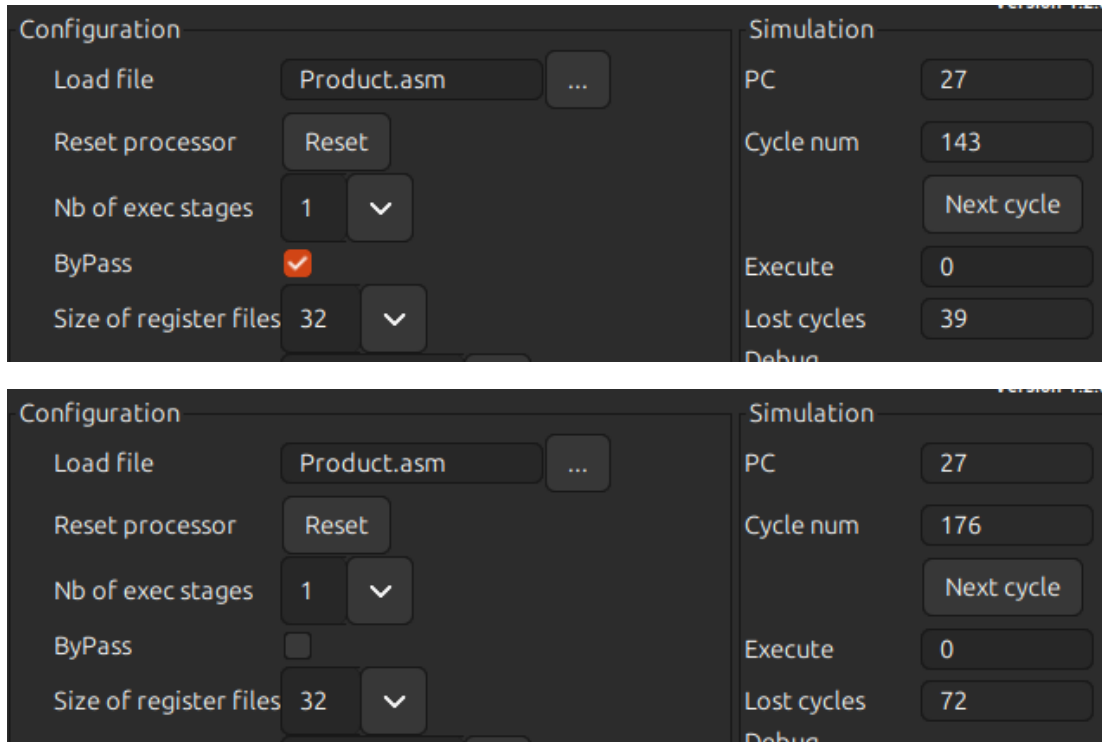 Configuration Simulation
Load file Product.asm ... PC 27
Reset processor Reset Cycle num 143
Nb of exec stages 1 Next cycle
ByPass Execute 0
Size of register files 32 Lost cycles 39
Debug
Configuration Simulation
Load file Product.asm ... PC 27
Reset processor Reset Cycle num 176
Nb of exec stages 1 Next cycle
ByPass Execute 0
Size of register files 32 Lost cycles 72
Debug